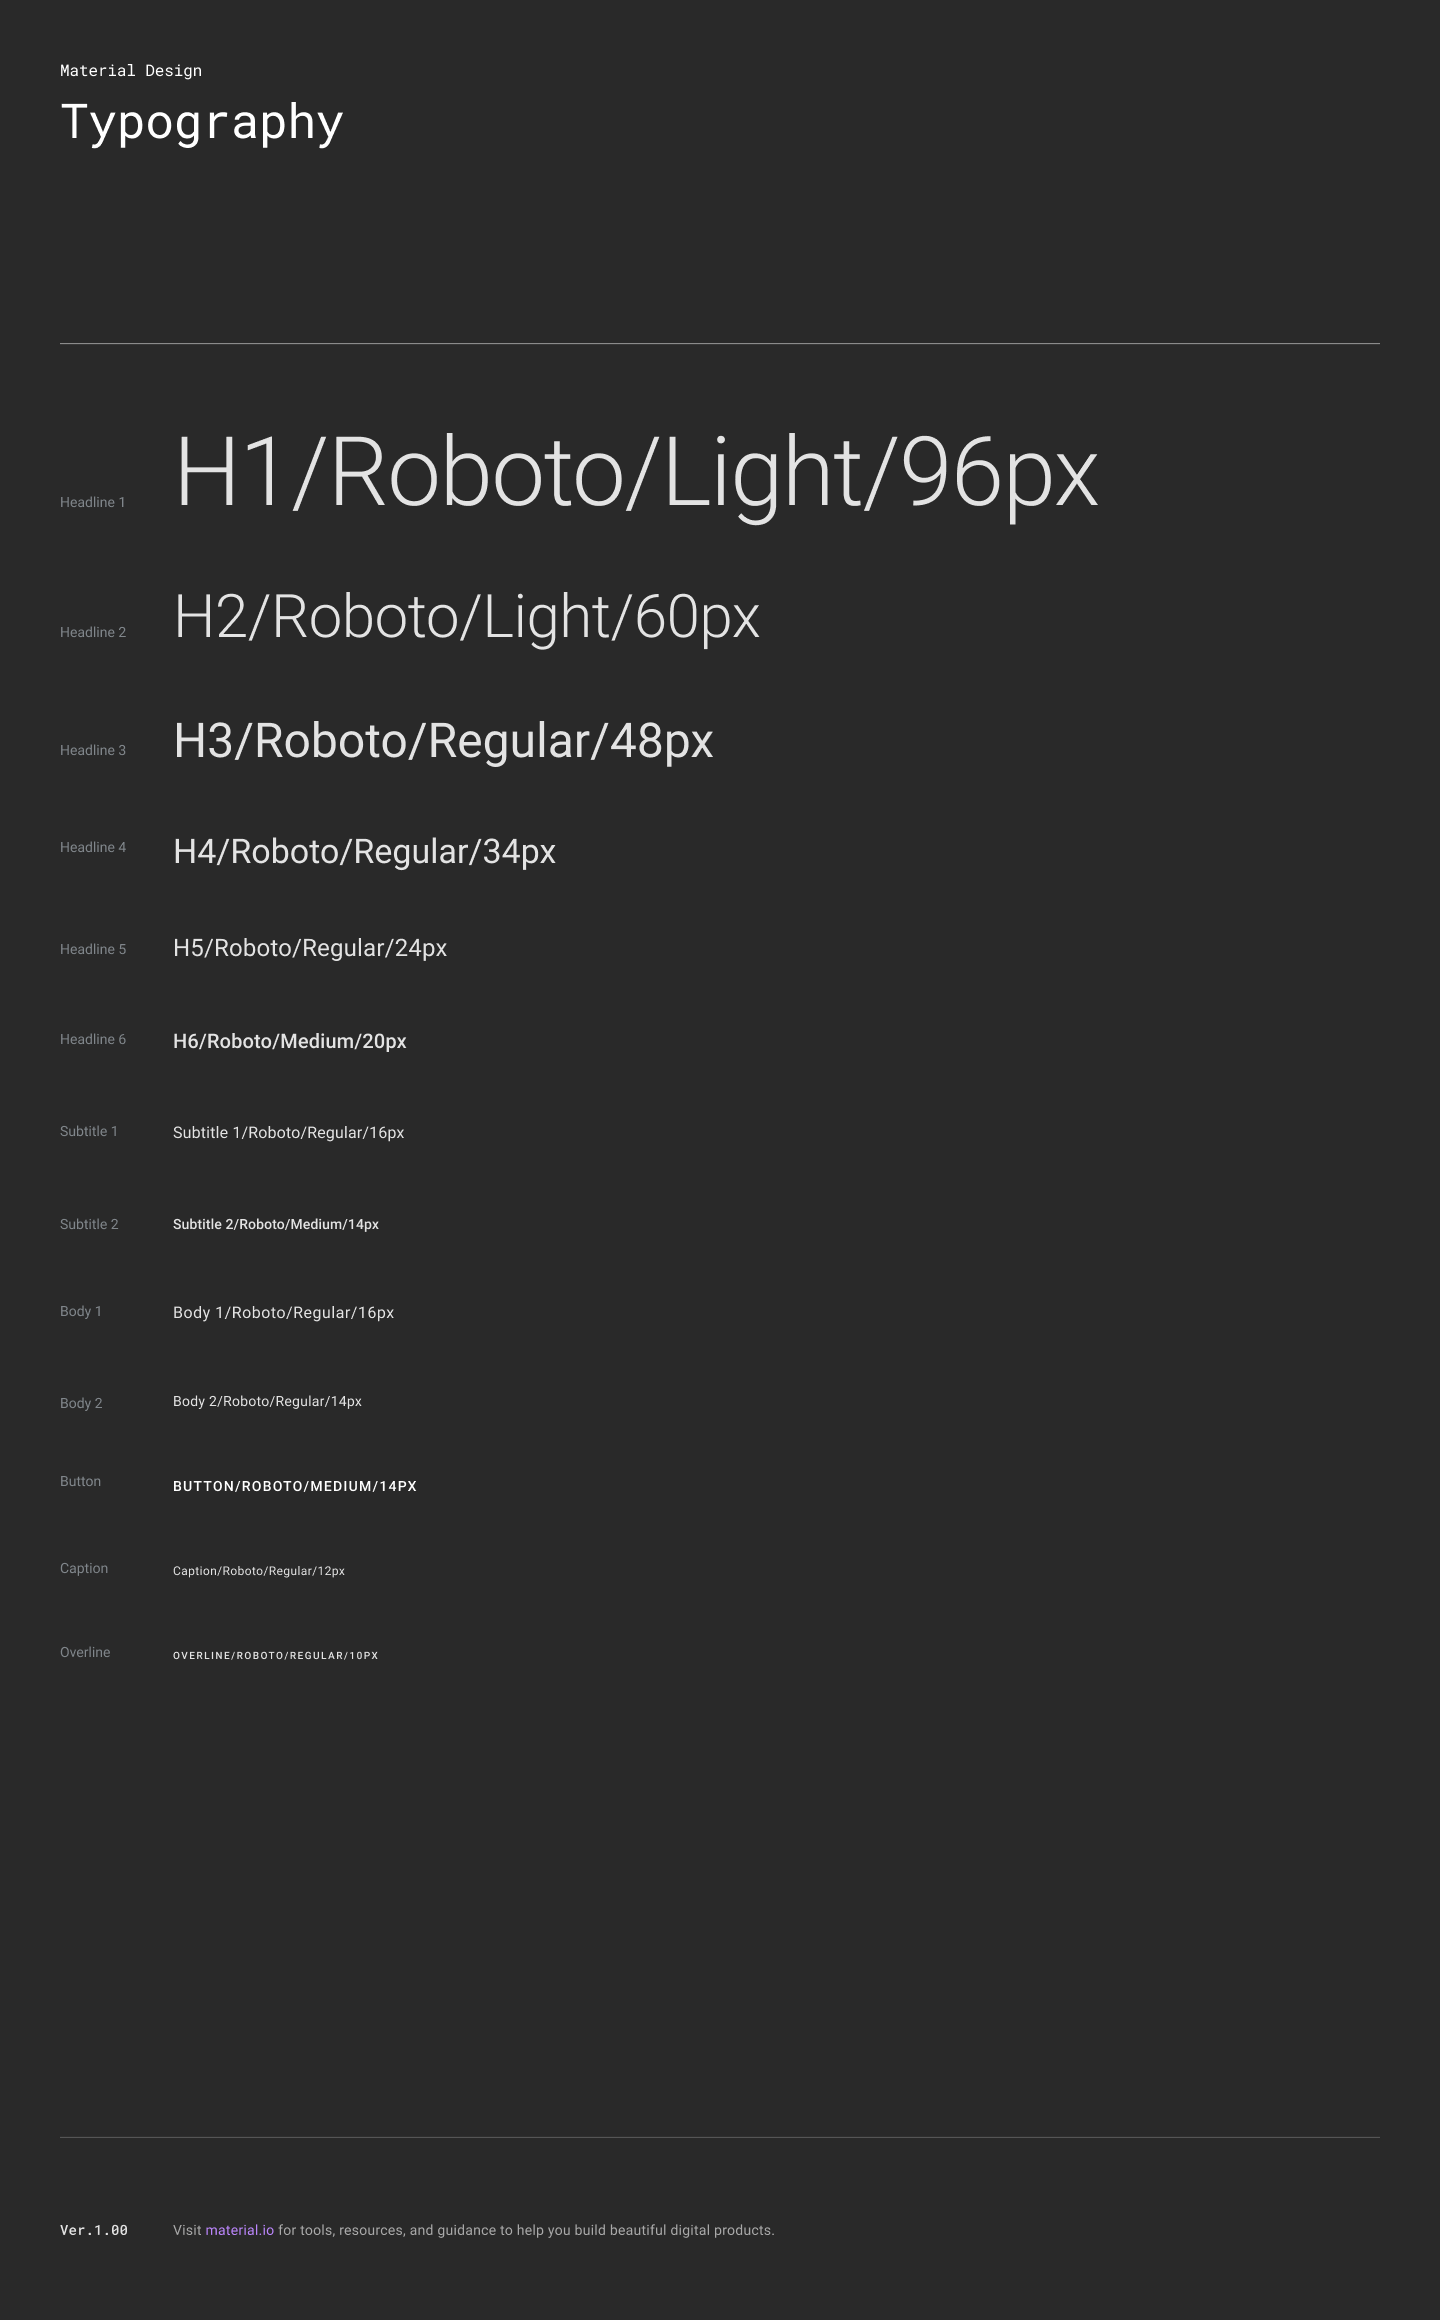 Material Design
Typography
Headline 1 H1/Roboto/Light/96px
Headline 2 H2/Roboto/Light/60px
Headline 3 H3/Roboto/Regular/48px
Headline 4 H4/Roboto/Regular/34px
Headline 5 H5/Roboto/Regular/24px
Headline 6 H6/Roboto/Medium/20px
Subtitle 1 Subtitle 1/Roboto/Regular/16px
Subtitle 2 Subtitle 2/Roboto/Medium/14px
Body 1 Body 1/Roboto/Regular/16px
Body 2 Body 2/Roboto/Regular/14px
Button BUTTON/ROBOTO/MEDIUM/14PX
Caption Caption/Roboto/Regular/12px
Overline OVERLINE/ROBOTO/REGULAR/10PX
Ver.1.00 Visit material.io for tools, resources, and guidance to help you build beautiful digital products.